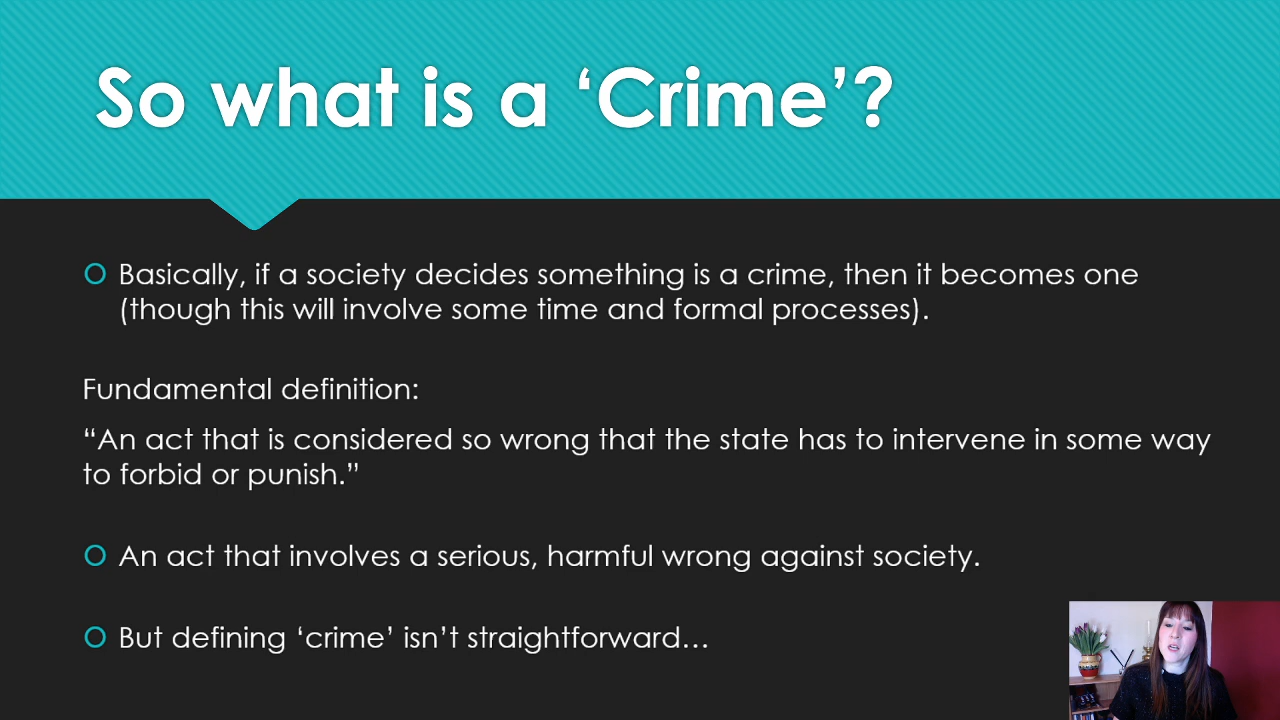 So what is a ‘Crime’?
Basically, if a society decides something is a crime, then it becomes one
(though this will involve some time and formal processes).
Fundamental definition:
“An act that is considered so wrong that the state has to intervene in some way
to forbid or punish.”
An act that involves a serious, harmful wrong against society.
But defining ‘crime’ isn’t straightforward…